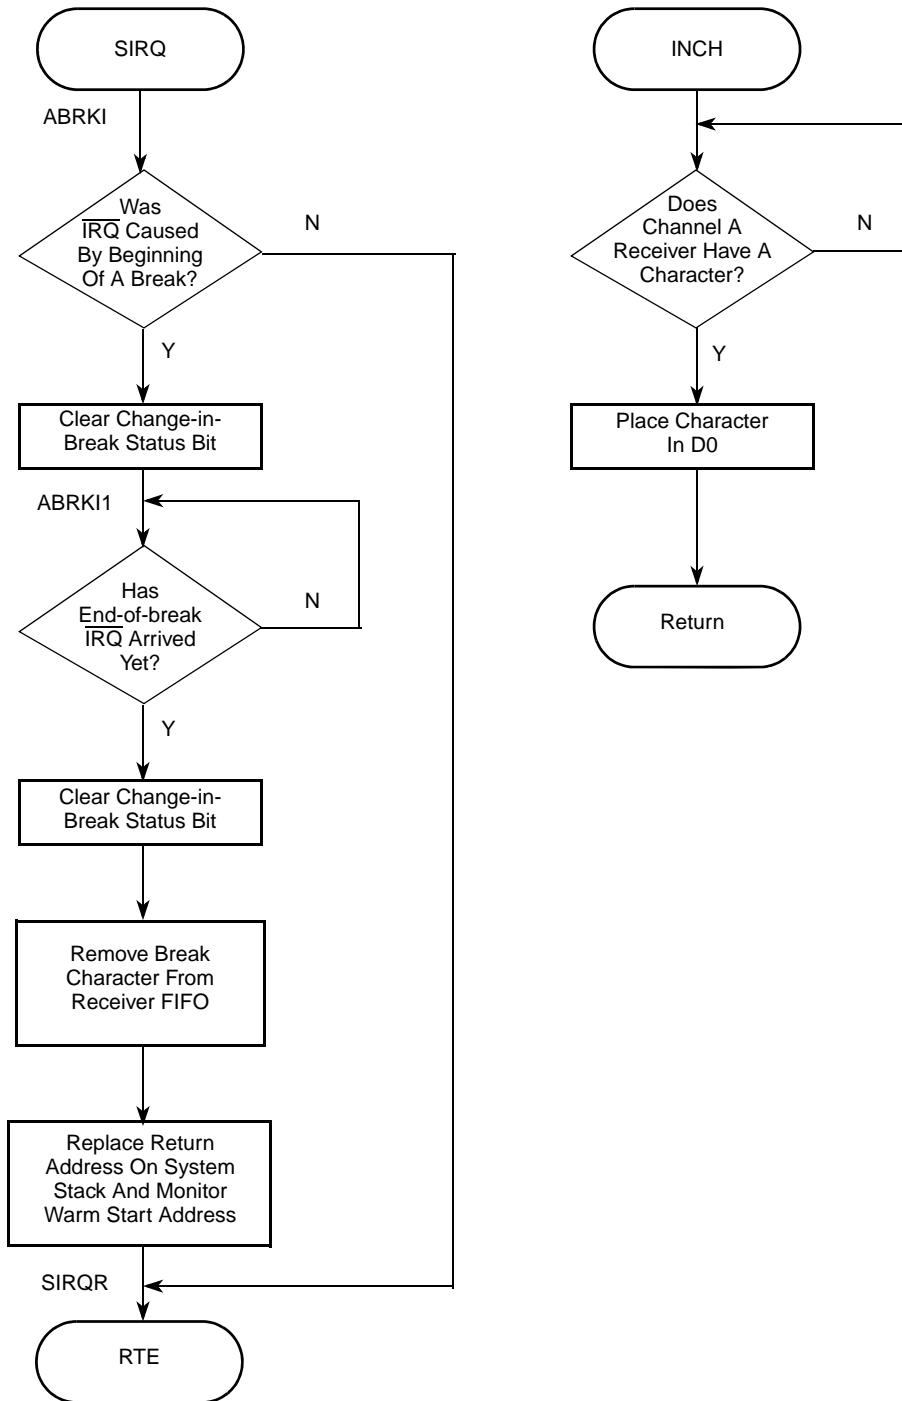 SIRQ
ABRKI
Was
IRQ Caused
By Beginning
Of A Break?
N
Y
Clear Change-in-
Break Status Bit
ABRKI1
Has
End-of-break
IRQ Arrived
Yet?
N
Y
Clear Change-in-
Break Status Bit
Remove Break
Character From
Receiver FIFO
Replace Return
Address On System
Stack And Monitor
Warm Start Address
SIRQR
RTE
INCH
Does
Channel A
Receiver Have A
Character?
N
Y
Place Character
In D0
Return